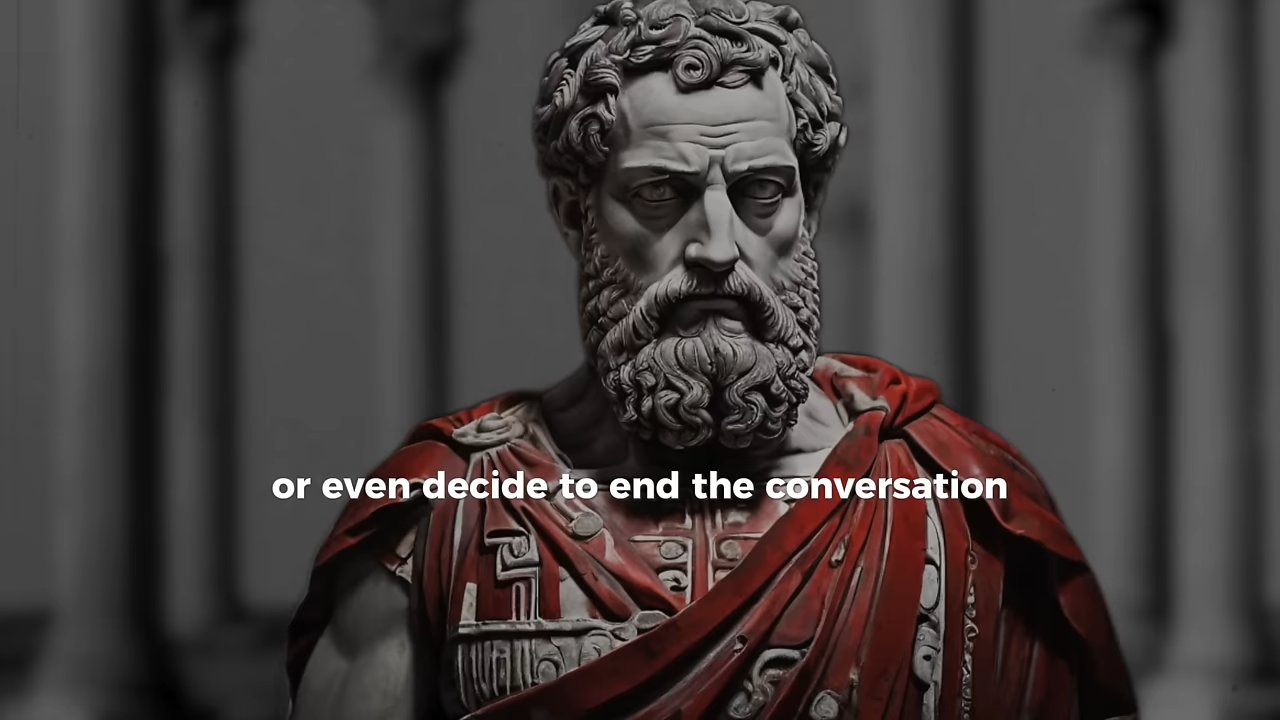 or even decide to end the conversation